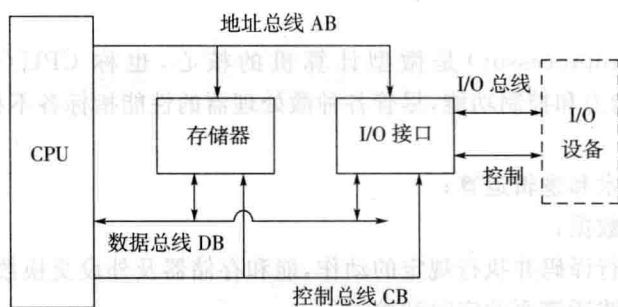 地址总线 AB
CPU
存储器
I/O 接口
I/O 总线
控制
I/O
设备
数据总线 DB
控制总线 CB